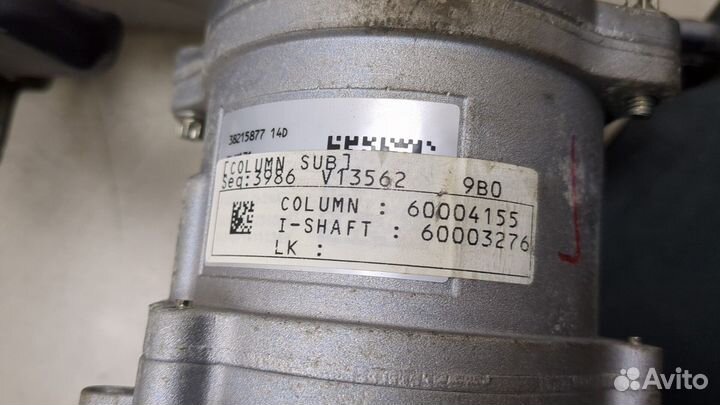 38215877 14D
[COLUMN SUB]
Seq:3986 V13562 9B0
COLUMN : 60004155
I-SHAFT : 60003276
LK :
Avito